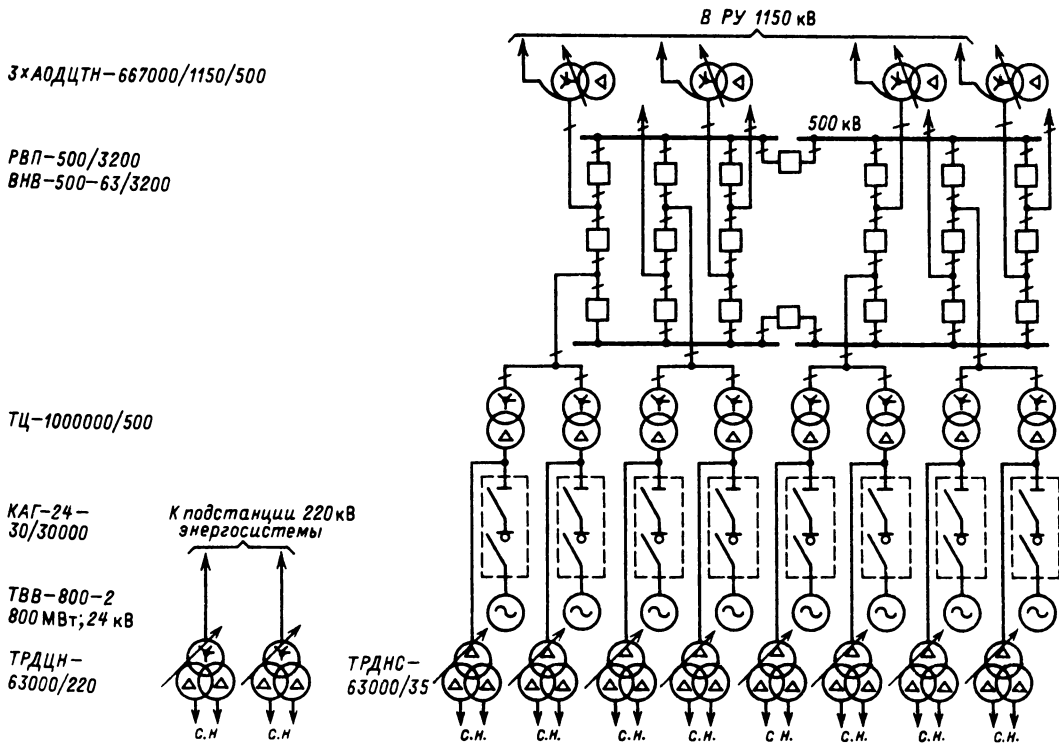 В РУ 1150 кВ
3×АОДЦТН-667000/1150/500
500 кВ
РВП-500/3200
ВНВ-500-63/3200
ТЦ-1000000/500
КАГ-24-
30/30000
К подстанции 220 кВ
энергосистемы
ТВВ-800-2
800 МВт; 24 кВ
ТРДЦН-
63000/220
ТРДНС-
63000/35
с.н с.н с.н. с.н. с.н. с.н. с н. с.н. с.н. с.н.